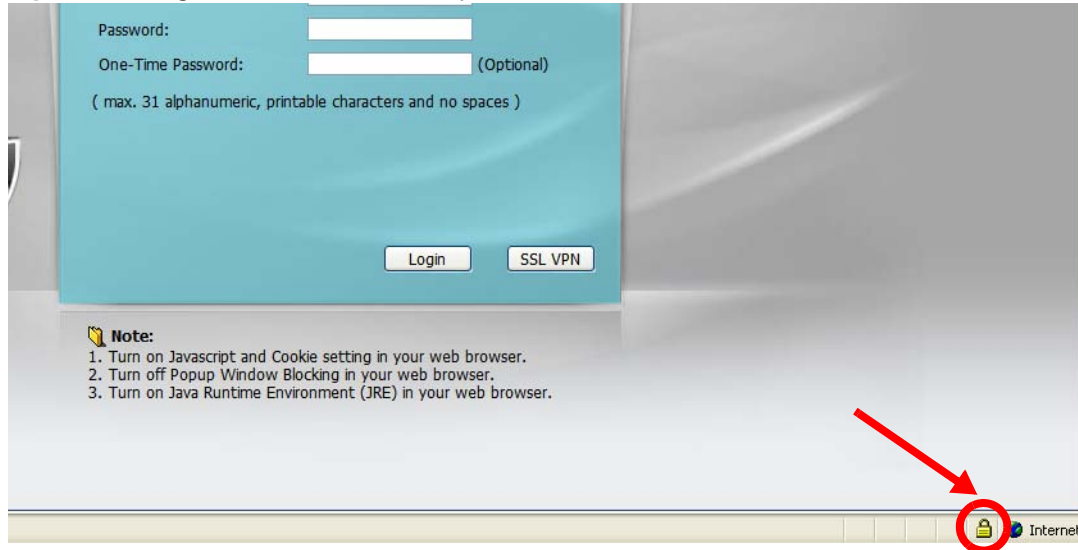 Password:
One-Time Password: (Optional)
( max. 31 alphanumeric, printable characters and no spaces )
Login SSL VPN
Note:
1. Turn on Javascript and Cookie setting in your web browser.
2. Turn off Popup Window Blocking in your web browser.
3. Turn on Java Runtime Environment (JRE) in your web browser.
Internet